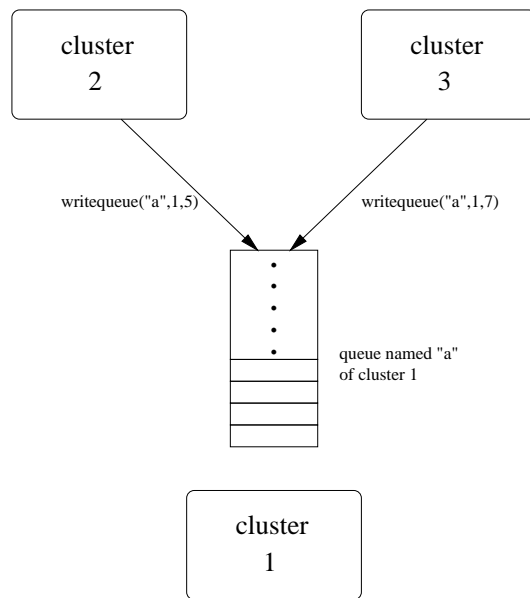 cluster
2
cluster
3
writequeue("a",1,5)
writequeue("a",1,7)
queue named "a"
of cluster 1
cluster
1